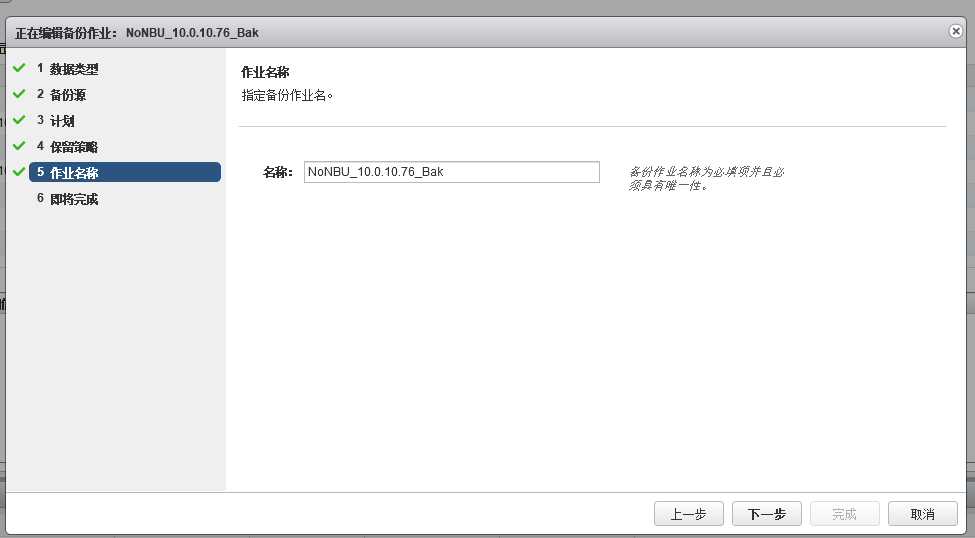 正在编辑备份作业： NoNBU_10.0.10.76_Bak
1 数据类型
2 备份源
3 计划
4 保留策略
5 作业名称
6 即将完成
作业名称
指定备份作业名。
名称： NoNBU_10.0.10.76_Bak
备份作业名称为必填项并且必
须具有唯一性。
上一步 下一步 完成 取消